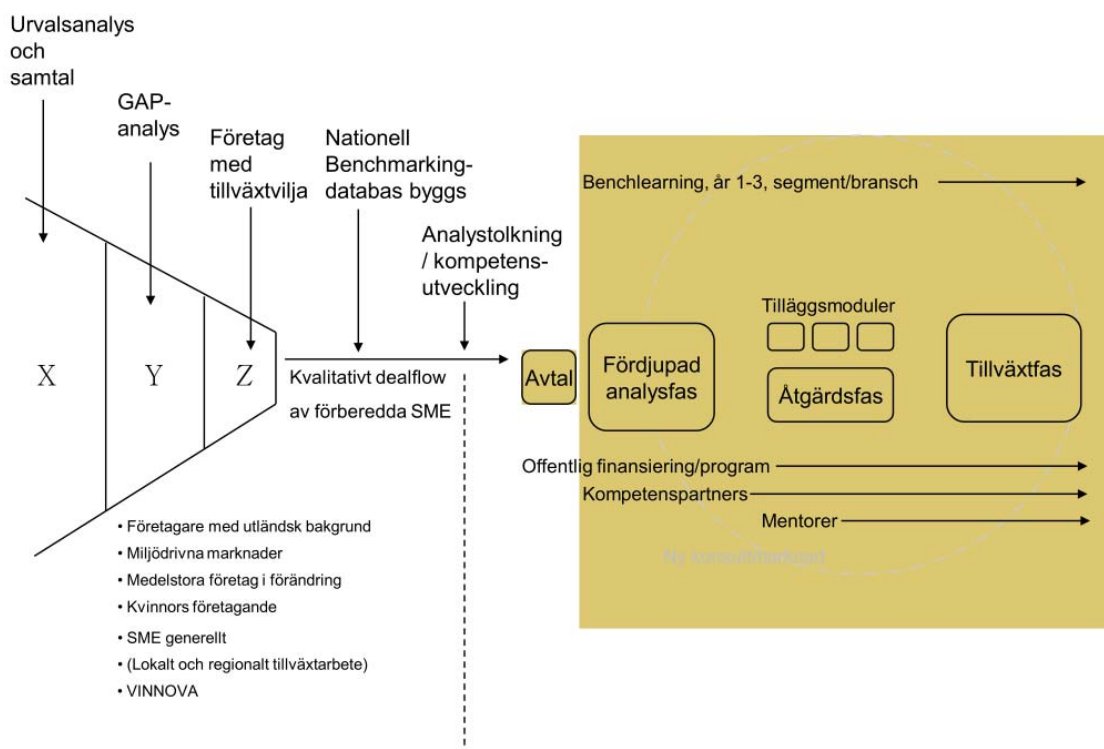 Urvalsanalys
och
samtal
GAP-
analys
Företag
med
tillväxtvilja
Nationell
Benchmarking-
databas byggs
Analystolkning
/ kompetens-
utveckling
Benchlearning, år 1-3, segment/bransch
X
Y
Z
Kvalitativt dealflow
av förberedda SME
Avtal
Fördjupad
analysfas
Tilläggsmoduler
Åtgärdsfas
Tillväxtfas
Offentlig finansiering/program
Kompetenspartners
Mentorer
Ny konsultmarknad
• Företagare med utländsk bakgrund
• Miljödrivna marknader
• Medelstora företag i förändring
• Kvinnors företagande
• SME generellt
• (Lokalt och regionalt tillväxtarbete)
• VINNOVA